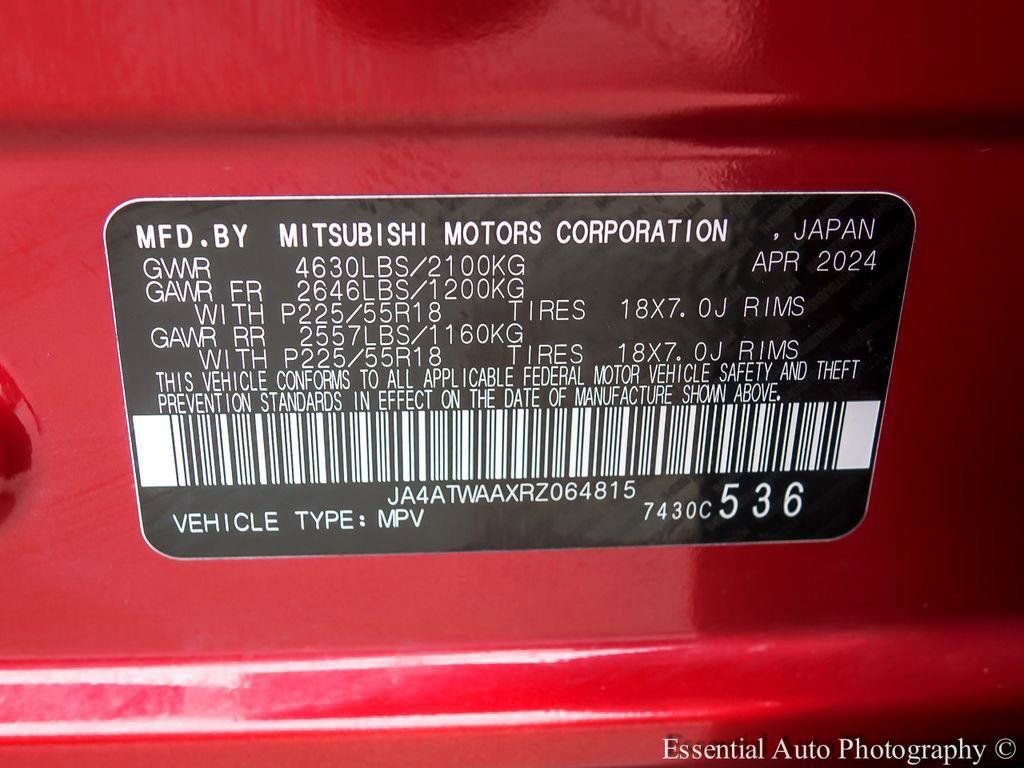 MFD.BY MITSUBISHI MOTORS CORPORATION , JAPAN
GVWR 4630LBS/2100KG APR 2024
GAWR FR 2646LBS/1200KG
WITH P225/55R18 TIRES 18X7.0J RIMS
GAWR RR 2557LBS/1160KG
WITH P225/55R18 TIRES 18X7.0J RIMS
THIS VEHICLE CONFORMS TO ALL APPLICABLE FEDERAL MOTOR VEHICLE SAFETY AND THEFT
PREVENTION STANDARDS IN EFFECT ON THE DATE OF MANUFACTURE SHOWN ABOVE.
JA4ATWAAXRZ064815
VEHICLE TYPE: MPV 7430C 536
Essential Auto Photography ©